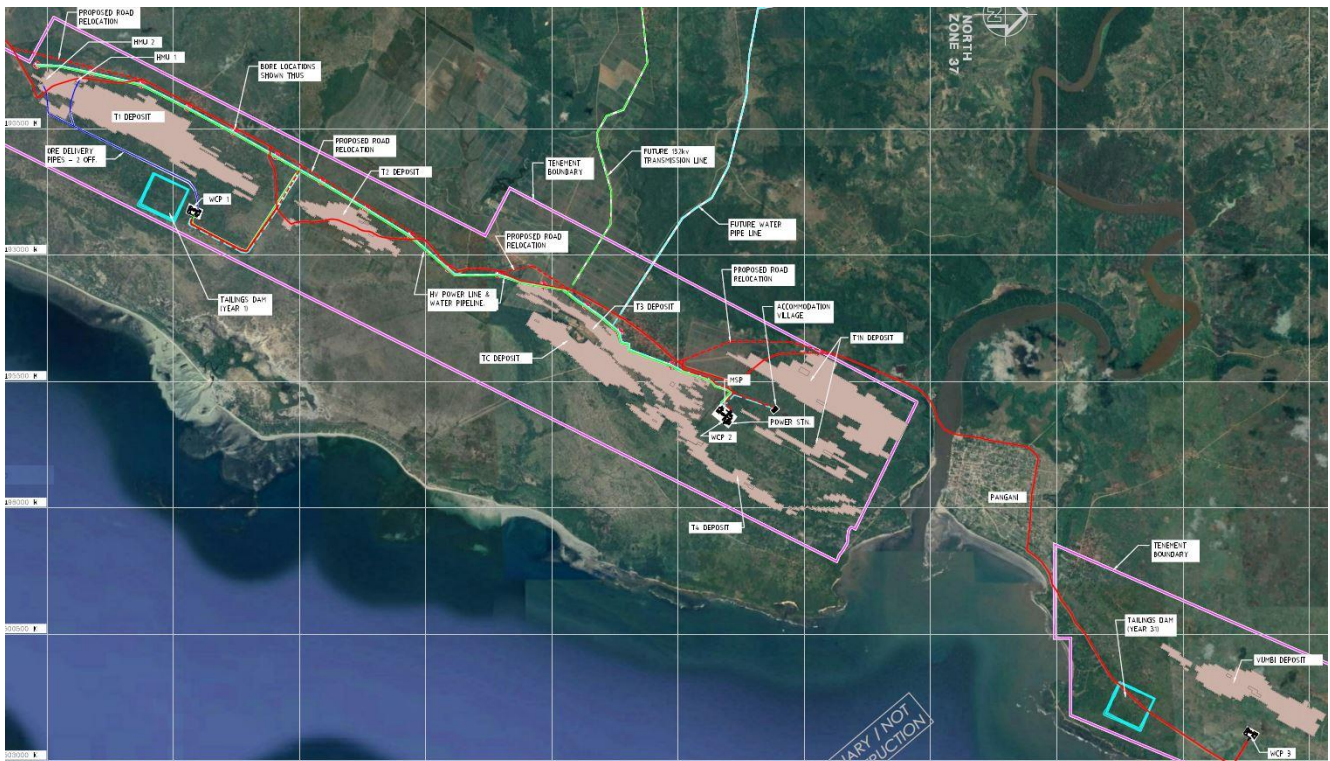 PROPOSED ROAD
RELOCATION
HMU 2
HMU 1
BORE LOCATIONS
SHOWN THUS
NORTH
ZONE 37
T1 DEPOSIT
PROPOSED ROAD
RELOCATION
ORE DELIVERY
PIPES - 2 OFF.
TENEMENT
BOUNDARY
FUTURE 132kv
TRANSMISSION LINE
T2 DEPOSIT
WCP 1
FUTURE WATER
PIPE LINE
PROPOSED ROAD
RELOCATION
PROPOSED ROAD
RELOCATION
TAILINGS DAM
(YEAR 1)
HV POWER LINE &
WATER PIPELINE
ACCOMMODATION
VILLAGE
T3 DEPOSIT
T1N DEPOSIT
TC DEPOSIT
MSP
POWER STN.
WCP 2
PANGANI
T4 DEPOSIT
TENEMENT
BOUNDARY
TAILINGS DAM
(YEAR 31)
VUMBI DEPOSIT
WCP 3